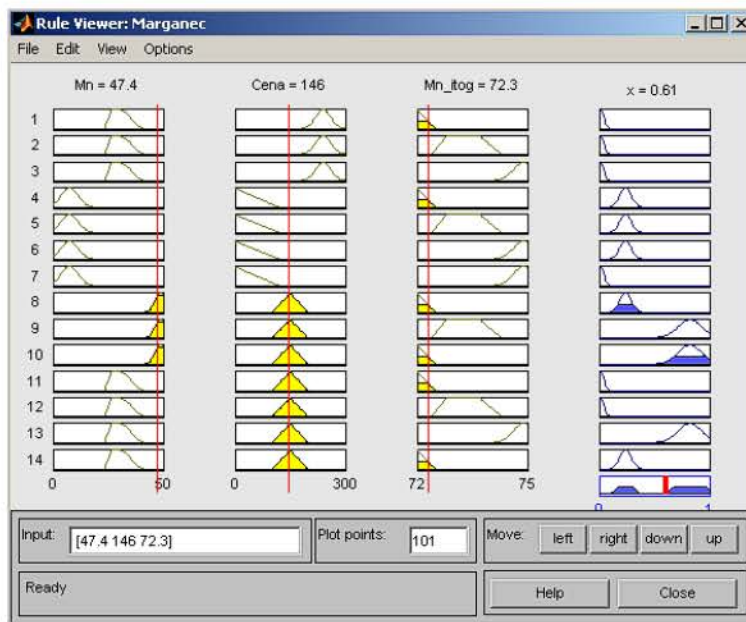 Rule Viewer: Marganec
File Edit View Options
Mn = 47.4 Cena = 146 Mn_itog = 72.3 x = 0.61
1
2
3
4
5
6
7
8
9
10
11
12
13
14
0 50 0 300 72 75
0 1
Input: [47.4 146 72.3] Plot points: 101 Move: left right down up
Ready Help Close